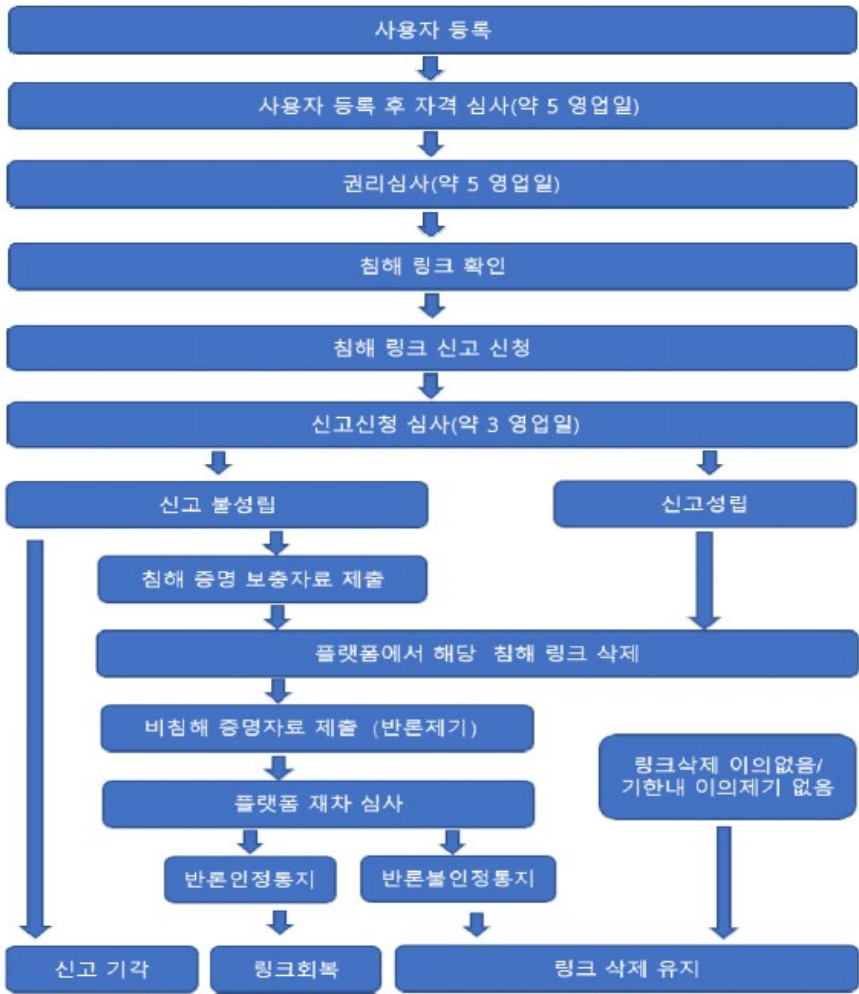 사용자 등록
사용자 등록 후 자격 심사(약 5 영업일)
권리심사(약 5 영업일)
침해 링크 확인
침해 링크 신고 신청
신고신청 심사(약 3 영업일)
신고 불성립
신고성립
침해 증명 보충자료 제출
플랫폼에서 해당 침해 링크 삭제
비침해 증명자료 제출 (반론제기)
링크삭제 이의없음/
기한내 이의제기 없음
플랫폼 재차 심사
반론인정통지
반론불인정통지
신고 기각
링크회복
링크 삭제 유지